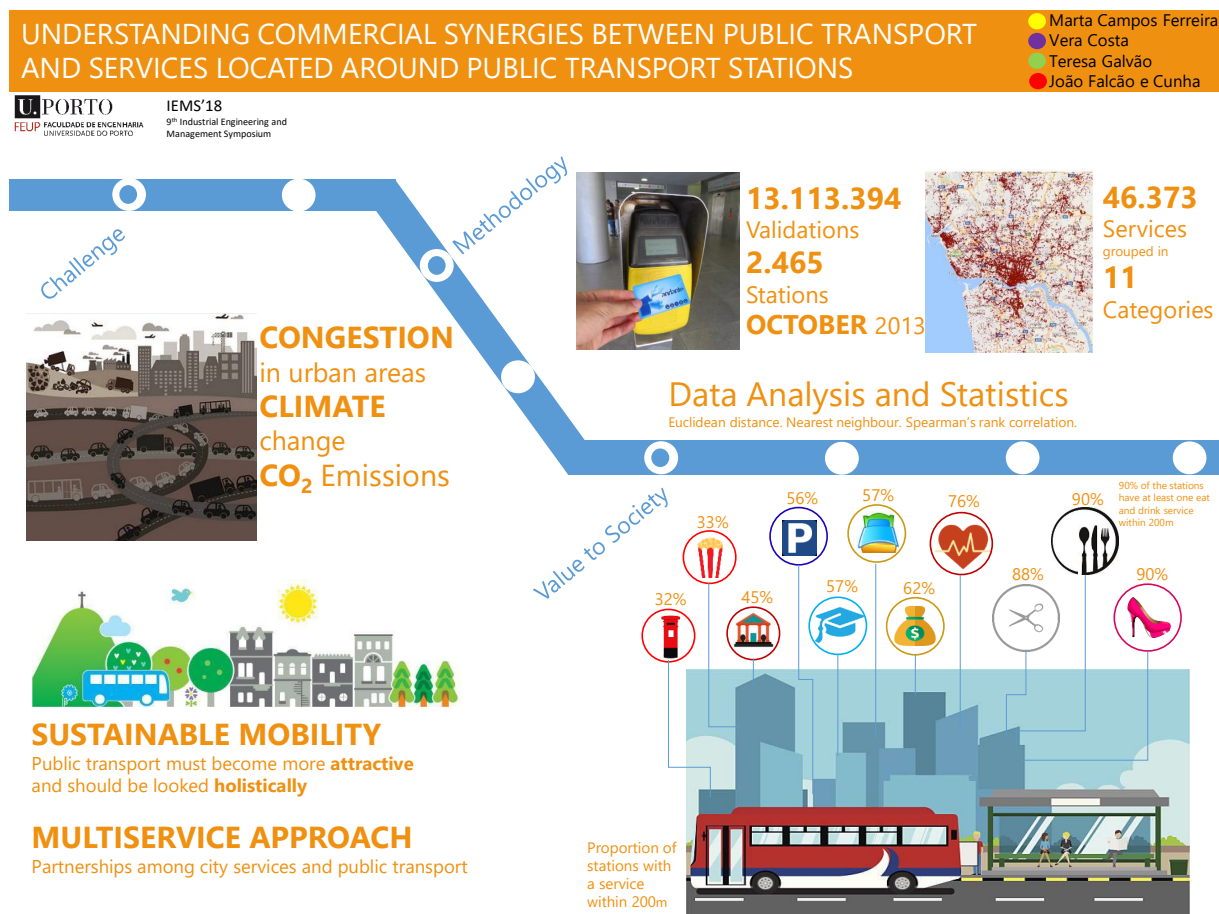 UNDERSTANDING COMMERCIAL SYNERGIES BETWEEN PUBLIC TRANSPORT
AND SERVICES LOCATED AROUND PUBLIC TRANSPORT STATIONS
Marta Campos Ferreira
Vera Costa
Teresa Galvão
João Falcão e Cunha
U.PORTO
FEUP FACULDADE DE ENGENHARIA
UNIVERSIDADE DO PORTO
IEMS'18
9th Industrial Engineering and
Management Symposium
Challenge
CONGESTION
in urban areas
CLIMATE
change
CO₂ Emissions
SUSTAINABLE MOBILITY
Public transport must become more attractive
and should be looked holistically
MULTISERVICE APPROACH
Partnerships among city services and public transport
Methodology
andante
13.113.394
Validations
2.465
Stations
OCTOBER 2013
46.373
Services
grouped in
11
Categories
Data Analysis and Statistics
Euclidean distance. Nearest neighbour. Spearman's rank correlation.
Value to Society
90% of the stations
have at least one eat
and drink service
within 200m
33%
56%
57%
76%
90%
P
32%
45%
57%
62%
88%
90%
$
Proportion of
stations with
a service
within 200m